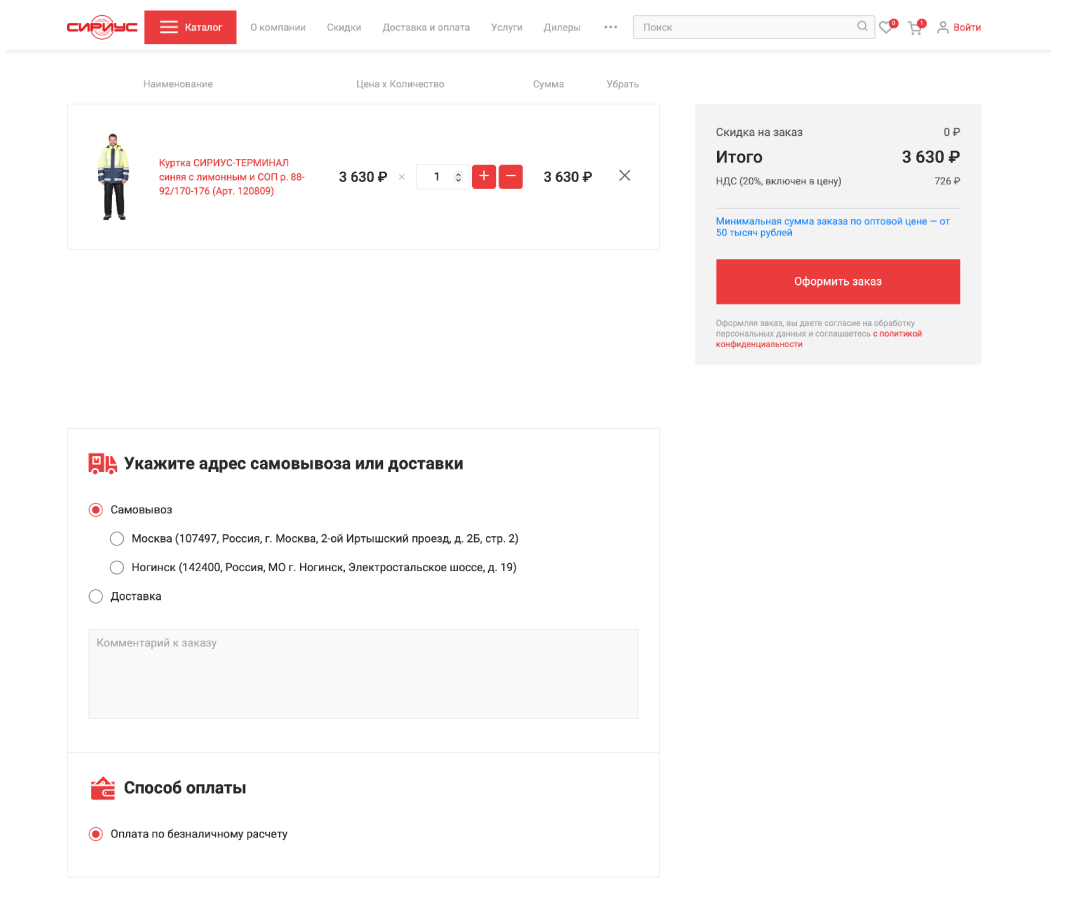 СИРИУС
Каталог
О компании
Скидки
Доставка и оплата
Услуги
Дилеры
•••
Поиск
0
1
Войти
Наименование
Цена x Количество
Сумма
Убрать
Куртка СИРИУС-ТЕРМИНАЛ
синяя с лимонным и СОП р. 88-
92/170-176 (Арт. 120809)
3 630 ₽ × 1 + − 3 630 ₽ ×
Скидка на заказ 0 ₽
Итого 3 630 ₽
НДС (20%, включен в цену) 726 ₽
Минимальная сумма заказа по оптовой цене — от
50 тысяч рублей
Оформить заказ
Оформляя заказ, вы даете согласие на обработку
персональных данных и соглашаетесь с политикой
конфиденциальности
Укажите адрес самовывоза или доставки
Самовывоз
Москва (107497, Россия, г. Москва, 2-ой Иртышский проезд, д. 2Б, стр. 2)
Ногинск (142400, Россия, МО г. Ногинск, Электростальское шоссе, д. 19)
Доставка
Комментарий к заказу
Способ оплаты
Оплата по безналичному расчету